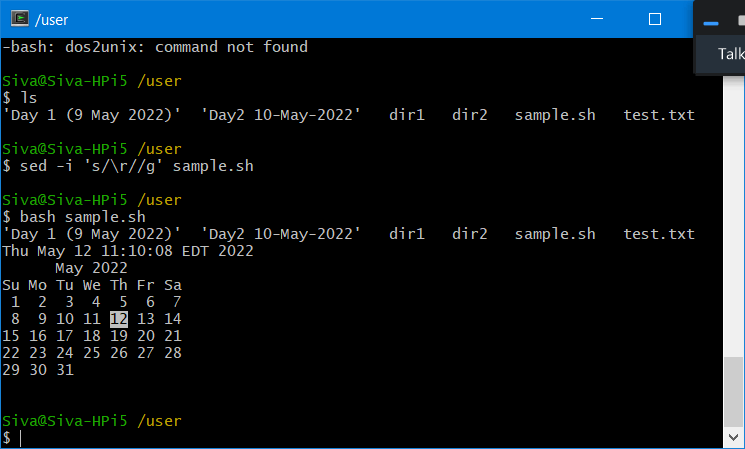 /user
Talk
-bash: dos2unix: command not found
Siva@Siva-HPi5 /user
$ ls
'Day 1 (9 May 2022)'  'Day2 10-May-2022'   dir1   dir2   sample.sh   test.txt
Siva@Siva-HPi5 /user
$ sed -i 's/\r//g' sample.sh
Siva@Siva-HPi5 /user
$ bash sample.sh
'Day 1 (9 May 2022)'  'Day2 10-May-2022'   dir1   dir2   sample.sh   test.txt
Thu May 12 11:10:08 EDT 2022
      May 2022
Su Mo Tu We Th Fr Sa
 1  2  3  4  5  6  7
 8  9 10 11 12 13 14
15 16 17 18 19 20 21
22 23 24 25 26 27 28
29 30 31
Siva@Siva-HPi5 /user
$